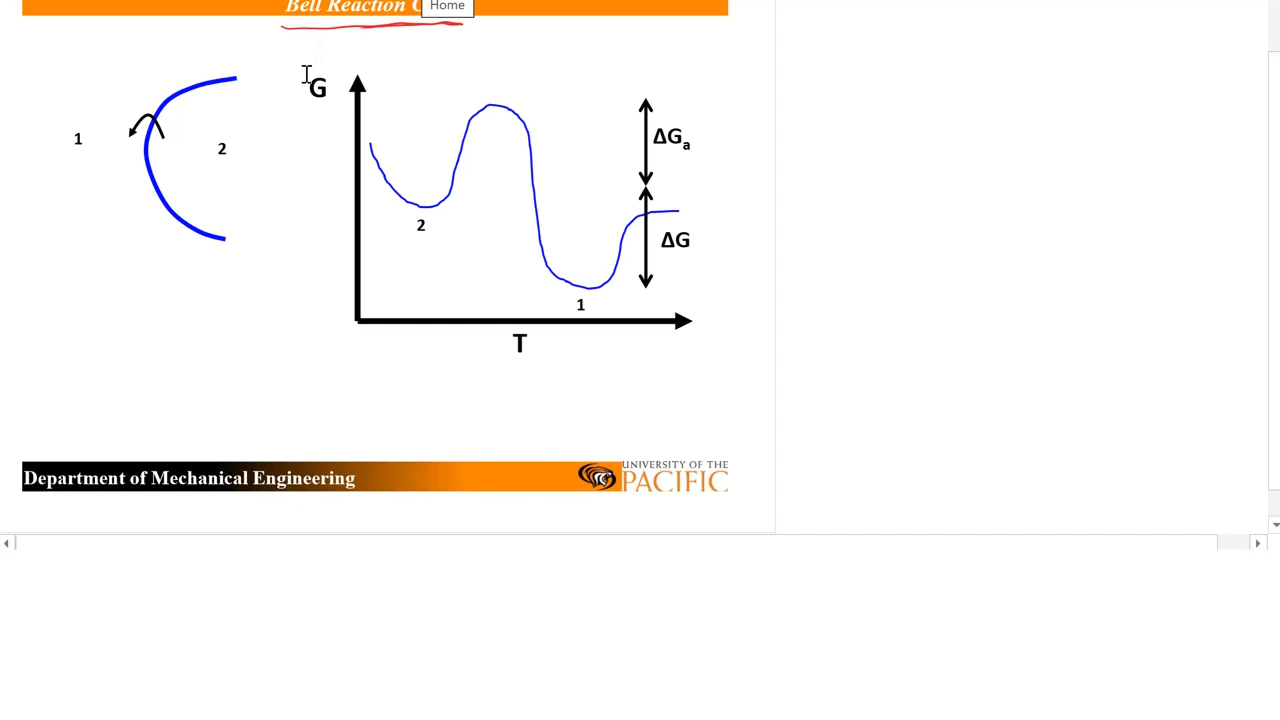 Bell Reaction
Home
G
1
2
ΔGa
2
ΔG
1
T
Department of Mechanical Engineering
UNIVERSITY OF THE
PACIFIC